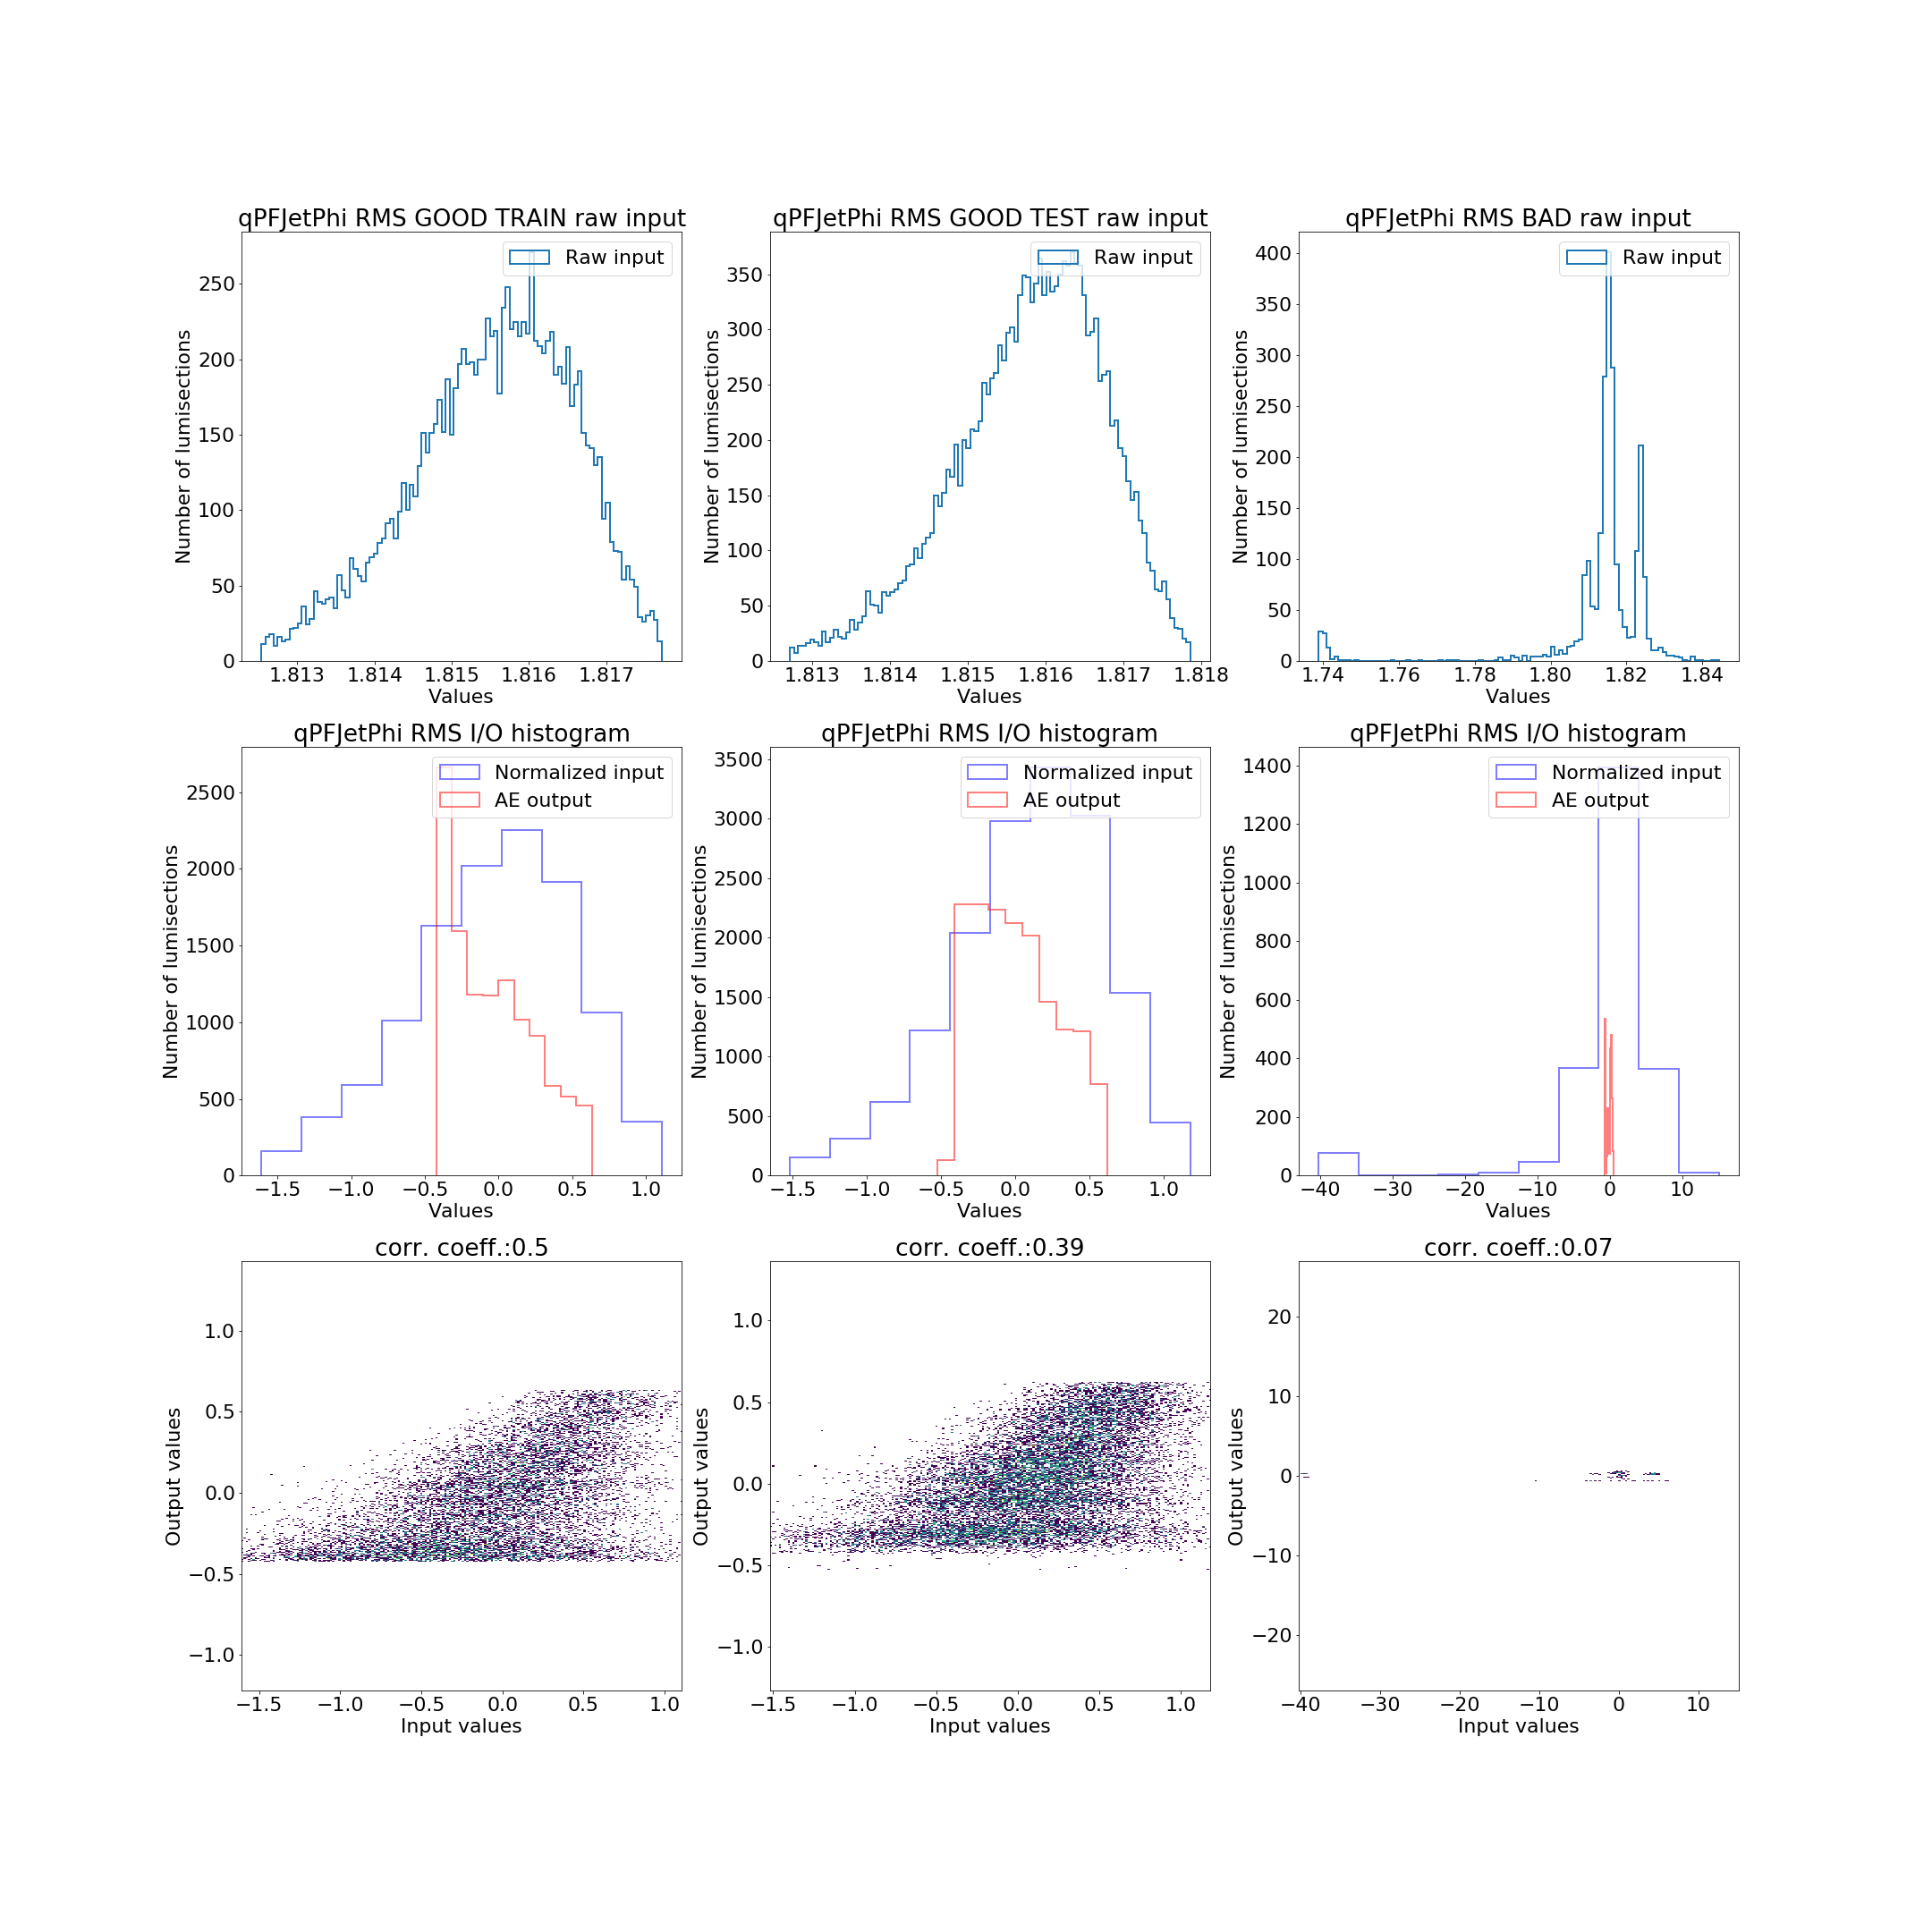 qPFJetPhi RMS GOOD TRAIN raw input
Raw input
Number of lumisections
250
200
150
100
50
0
1.813 1.814 1.815 1.816 1.817
Values
qPFJetPhi RMS GOOD TEST raw input
Raw input
Number of lumisections
350
300
250
200
150
100
50
0
1.813 1.814 1.815 1.816 1.817 1.818
Values
qPFJetPhi RMS BAD raw input
Raw input
Number of lumisections
400
350
300
250
200
150
100
50
0
1.74 1.76 1.78 1.80 1.82 1.84
Values
qPFJetPhi RMS I/O histogram
Normalized input
AE output
Number of lumisections
2500
2000
1500
1000
500
0
−1.5 −1.0 −0.5 0.0 0.5 1.0
Values
qPFJetPhi RMS I/O histogram
Normalized input
AE output
Number of lumisections
3500
3000
2500
2000
1500
1000
500
0
−1.5 −1.0 −0.5 0.0 0.5 1.0
Values
qPFJetPhi RMS I/O histogram
Normalized input
AE output
Number of lumisections
1400
1200
1000
800
600
400
200
0
−40 −30 −20 −10 0 10
Values
corr. coeff.:0.5
Output values
1.0
0.5
0.0
−0.5
−1.0
−1.5 −1.0 −0.5 0.0 0.5 1.0
Input values
corr. coeff.:0.39
Output values
1.0
0.5
0.0
−0.5
−1.0
−1.5 −1.0 −0.5 0.0 0.5 1.0
Input values
corr. coeff.:0.07
Output values
20
10
0
−10
−20
−40 −30 −20 −10 0 10
Input values